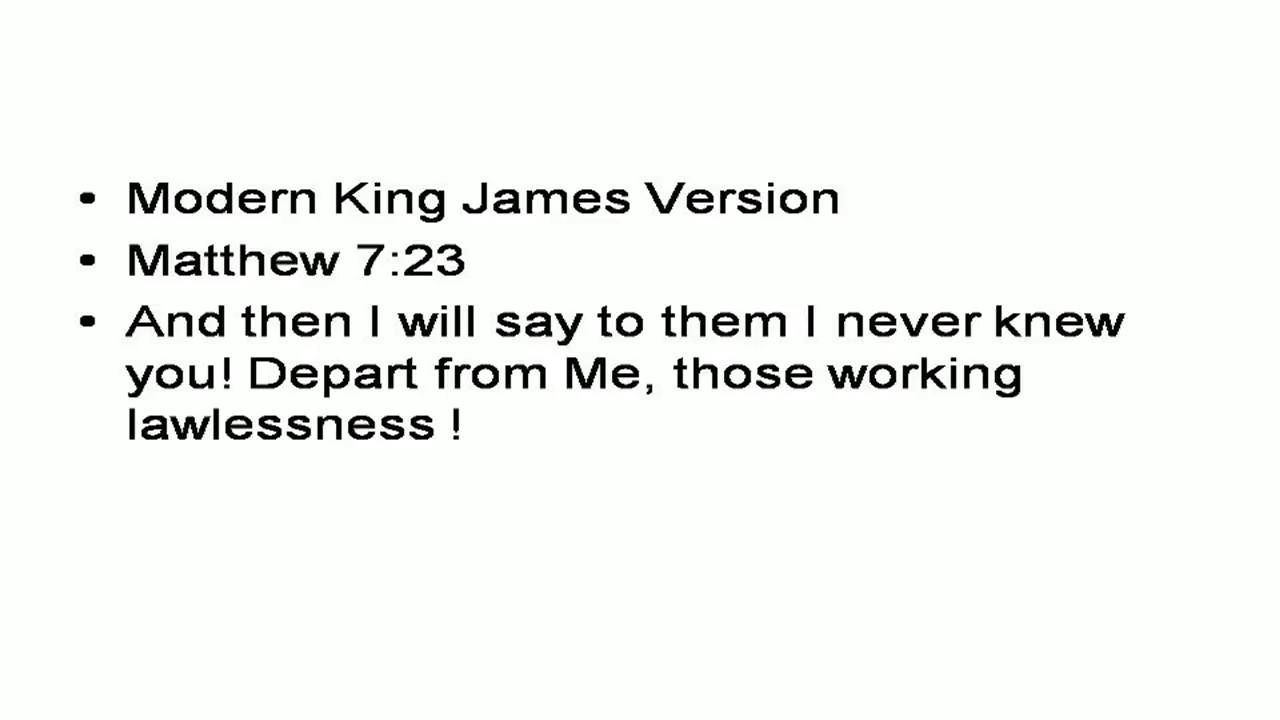 • Modern King James Version
• Matthew 7:23
• And then I will say to them I never knew
you! Depart from Me, those working
lawlessness !